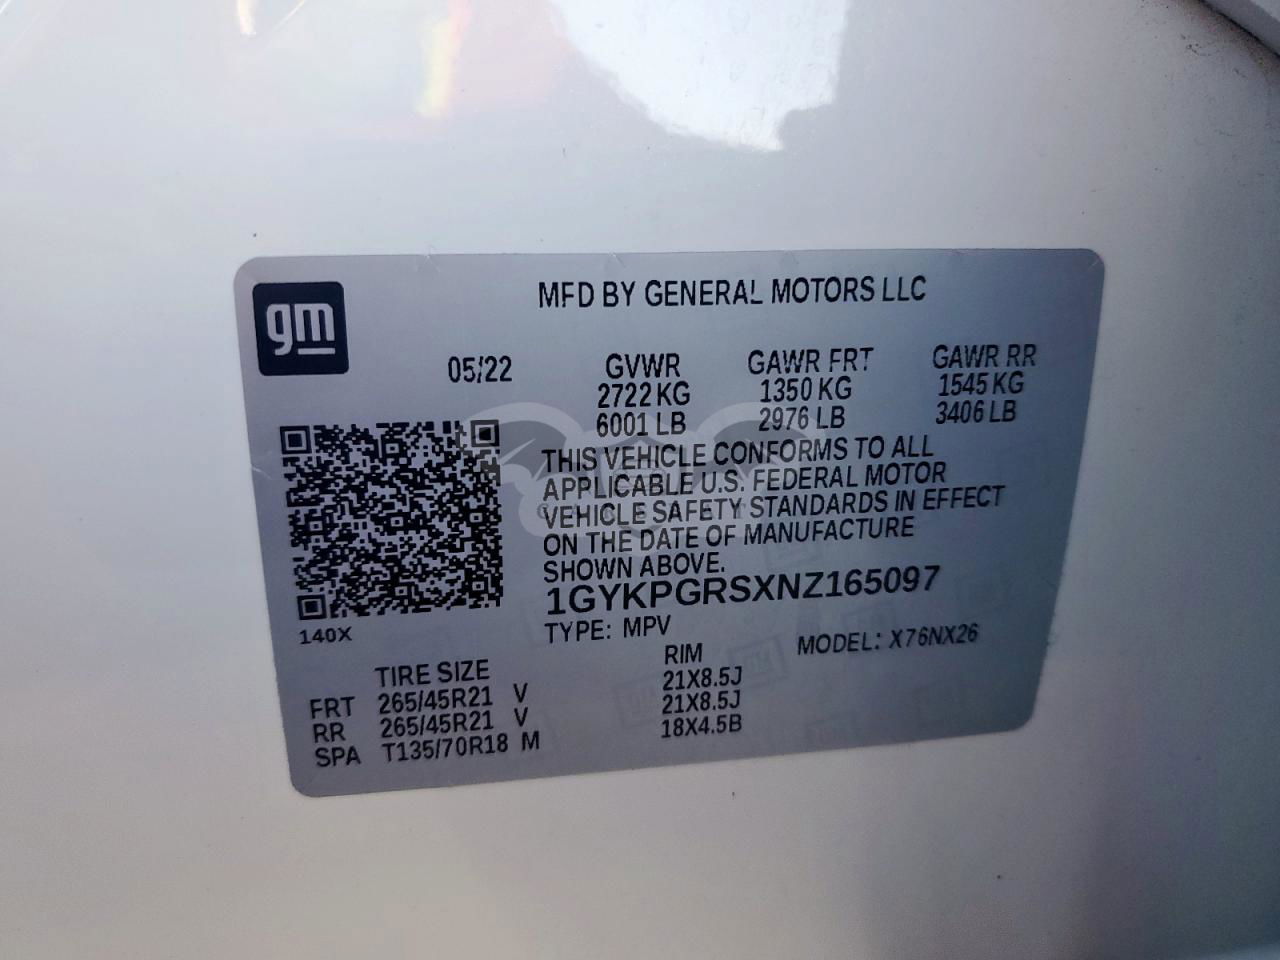 gm
MFD BY GENERAL MOTORS LLC
05/22 GVWR GAWR FRT GAWR RR
2722 KG 1350 KG 1545 KG
6001 LB 2976 LB 3406 LB
THIS VEHICLE CONFORMS TO ALL
APPLICABLE U.S. FEDERAL MOTOR
VEHICLE SAFETY STANDARDS IN EFFECT
ON THE DATE OF MANUFACTURE
SHOWN ABOVE.
1GYKPGRSXNZ165097
140X
TYPE: MPV MODEL: X76NX26
TIRE SIZE RIM
FRT 265/45R21 V 21X8.5J
RR 265/45R21 V 21X8.5J
SPA T135/70R18 M 18X4.5B